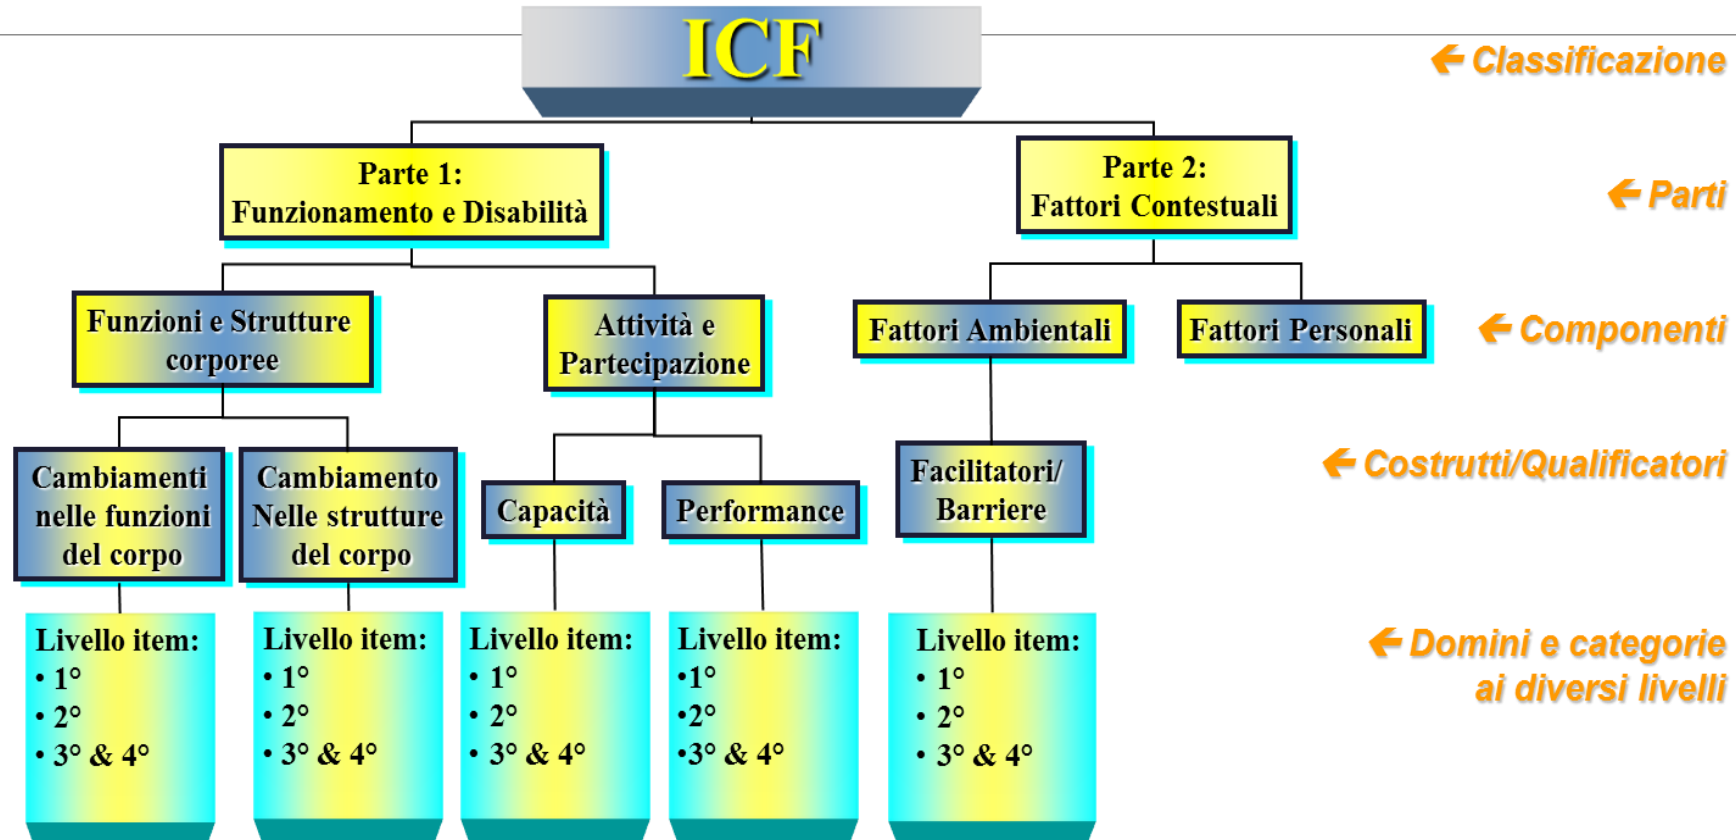 ICF
← Classificazione
Parte 1:
Funzionamento e Disabilità
Parte 2:
Fattori Contestuali
← Parti
Funzioni e Strutture
corporee
Attività e
Partecipazione
Fattori Ambientali
Fattori Personali
← Componenti
Cambiamenti
nelle funzioni
del corpo
Cambiamento
Nelle strutture
del corpo
Capacità
Performance
Facilitatori/
Barriere
← Costrutti/Qualificatori
Livello item:
• 1°
• 2°
• 3° & 4°
Livello item:
• 1°
• 2°
• 3° & 4°
Livello item:
• 1°
• 2°
• 3° & 4°
Livello item:
•1°
•2°
•3° & 4°
Livello item:
• 1°
• 2°
• 3° & 4°
← Domini e categorie
ai diversi livelli